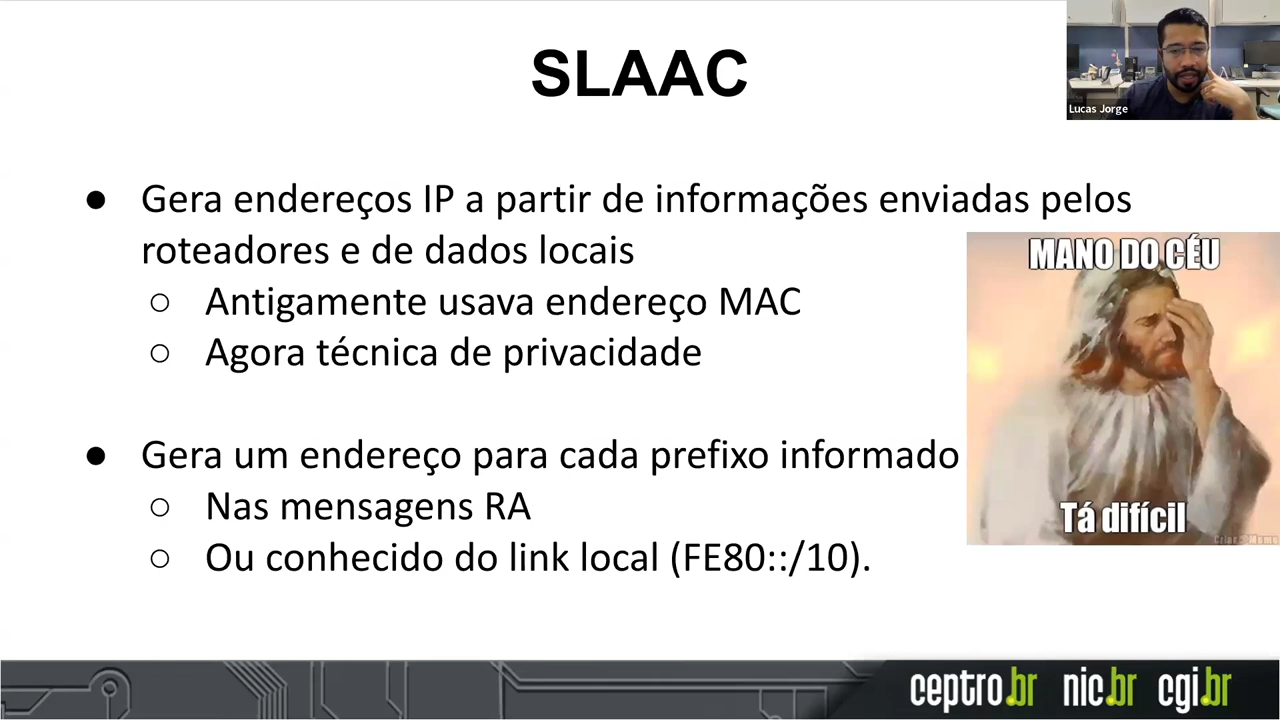 SLAAC
Lucas Jorge
● Gera endereços IP a partir de informações enviadas pelos
roteadores e de dados locais
○ Antigamente usava endereço MAC
○ Agora técnica de privacidade
MANO DO CÉU
Tá difícil
● Gera um endereço para cada prefixo informado
○ Nas mensagens RA
○ Ou conhecido do link local (FE80::/10).
ceptro.br nic.br cgi.br